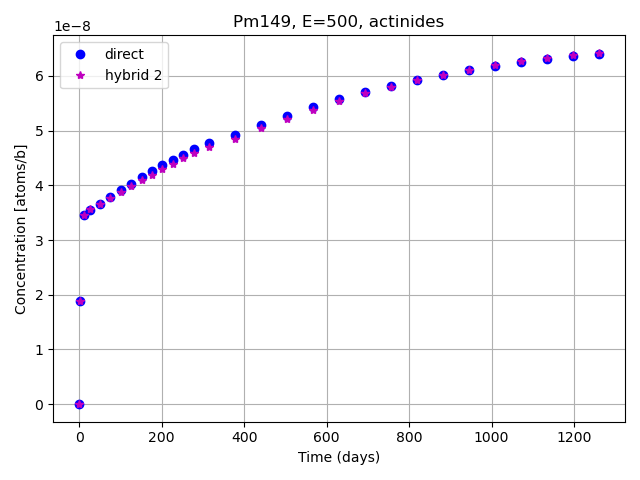 Pm149, E=500, actinides
1e−8
direct
hybrid 2
6
5
4
3
2
1
0
Concentration [atoms/b]
0 200 400 600 800 1000 1200
Time (days)